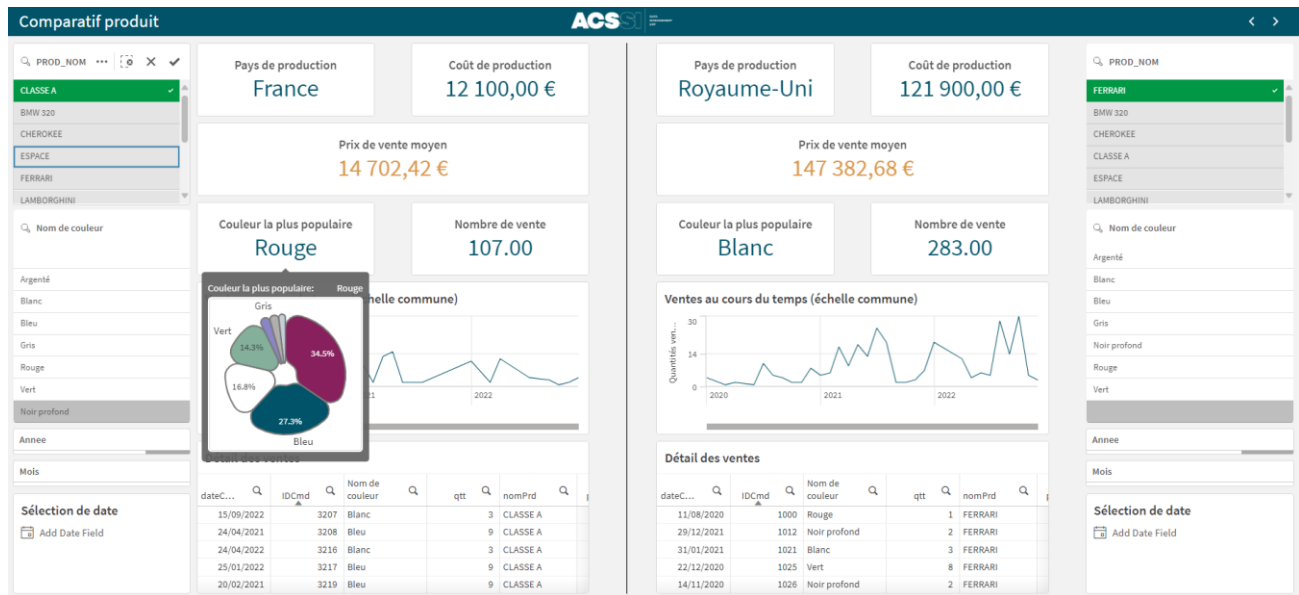 Comparatif produit
ACSSI
PROD_NOM
CLASSE A
BMW 320
CHEROKEE
ESPACE
FERRARI
LAMBORGHINI
Nom de couleur
Argenté
Blanc
Bleu
Gris
Rouge
Vert
Noir profond
Annee
Mois
Sélection de date
Add Date Field
Pays de production
France
Coût de production
12 100,00 €
Prix de vente moyen
14 702,42 €
Couleur la plus populaire
Rouge
Nombre de vente
107.00
Couleur la plus populaire: Rouge
Gris
Vert
14.3%
34.5%
16.8%
27.3%
Bleu
helle commune)
2022
Détail des ventes
dateC... IDCmd Nom de couleur qtt nomPrd
15/09/2022 3207 Blanc 3 CLASSE A
24/04/2021 3208 Bleu 9 CLASSE A
24/04/2022 3216 Blanc 3 CLASSE A
25/01/2022 3217 Bleu 9 CLASSE A
20/02/2021 3219 Bleu 9 CLASSE A
Pays de production
Royaume-Uni
Coût de production
121 900,00 €
Prix de vente moyen
147 382,68 €
Couleur la plus populaire
Blanc
Nombre de vente
283.00
Ventes au cours du temps (échelle commune)
Quantités ven...
30
14
0
2020 2021 2022
Détail des ventes
dateC... IDCmd Nom de couleur qtt nomPrd
11/08/2020 1000 Rouge 1 FERRARI
29/12/2021 1012 Noir profond 2 FERRARI
31/01/2021 1021 Blanc 3 FERRARI
22/12/2020 1025 Vert 8 FERRARI
14/11/2020 1026 Noir profond 2 FERRARI
PROD_NOM
FERRARI
BMW 320
CHEROKEE
CLASSE A
ESPACE
LAMBORGHINI
Nom de couleur
Argenté
Blanc
Bleu
Gris
Noir profond
Rouge
Vert
Annee
Mois
Sélection de date
Add Date Field